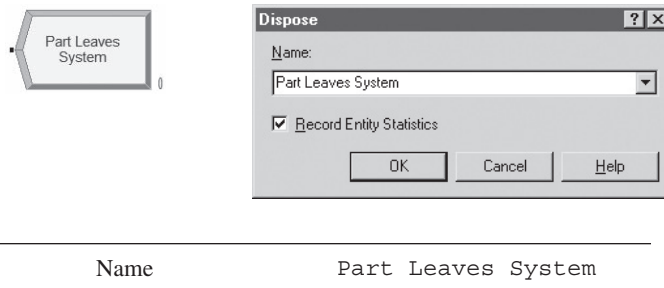 Part Leaves
System
0
Dispose
Name:
Part Leaves System
Record Entity Statistics
OK Cancel Help
Name Part Leaves System